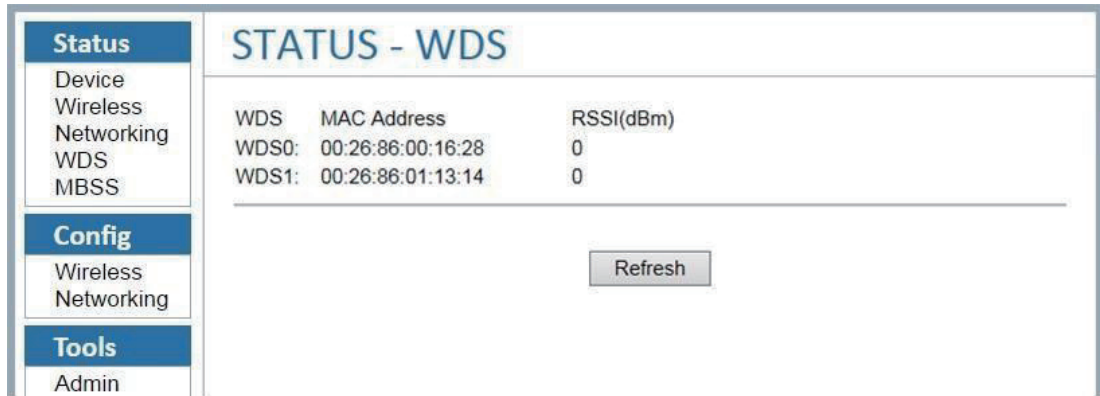 Status
Device
Wireless
Networking
WDS
MBSS
Config
Wireless
Networking
Tools
Admin
STATUS - WDS
WDS MAC Address RSSI(dBm)
WDS0: 00:26:86:00:16:28 0
WDS1: 00:26:86:01:13:14 0
Refresh